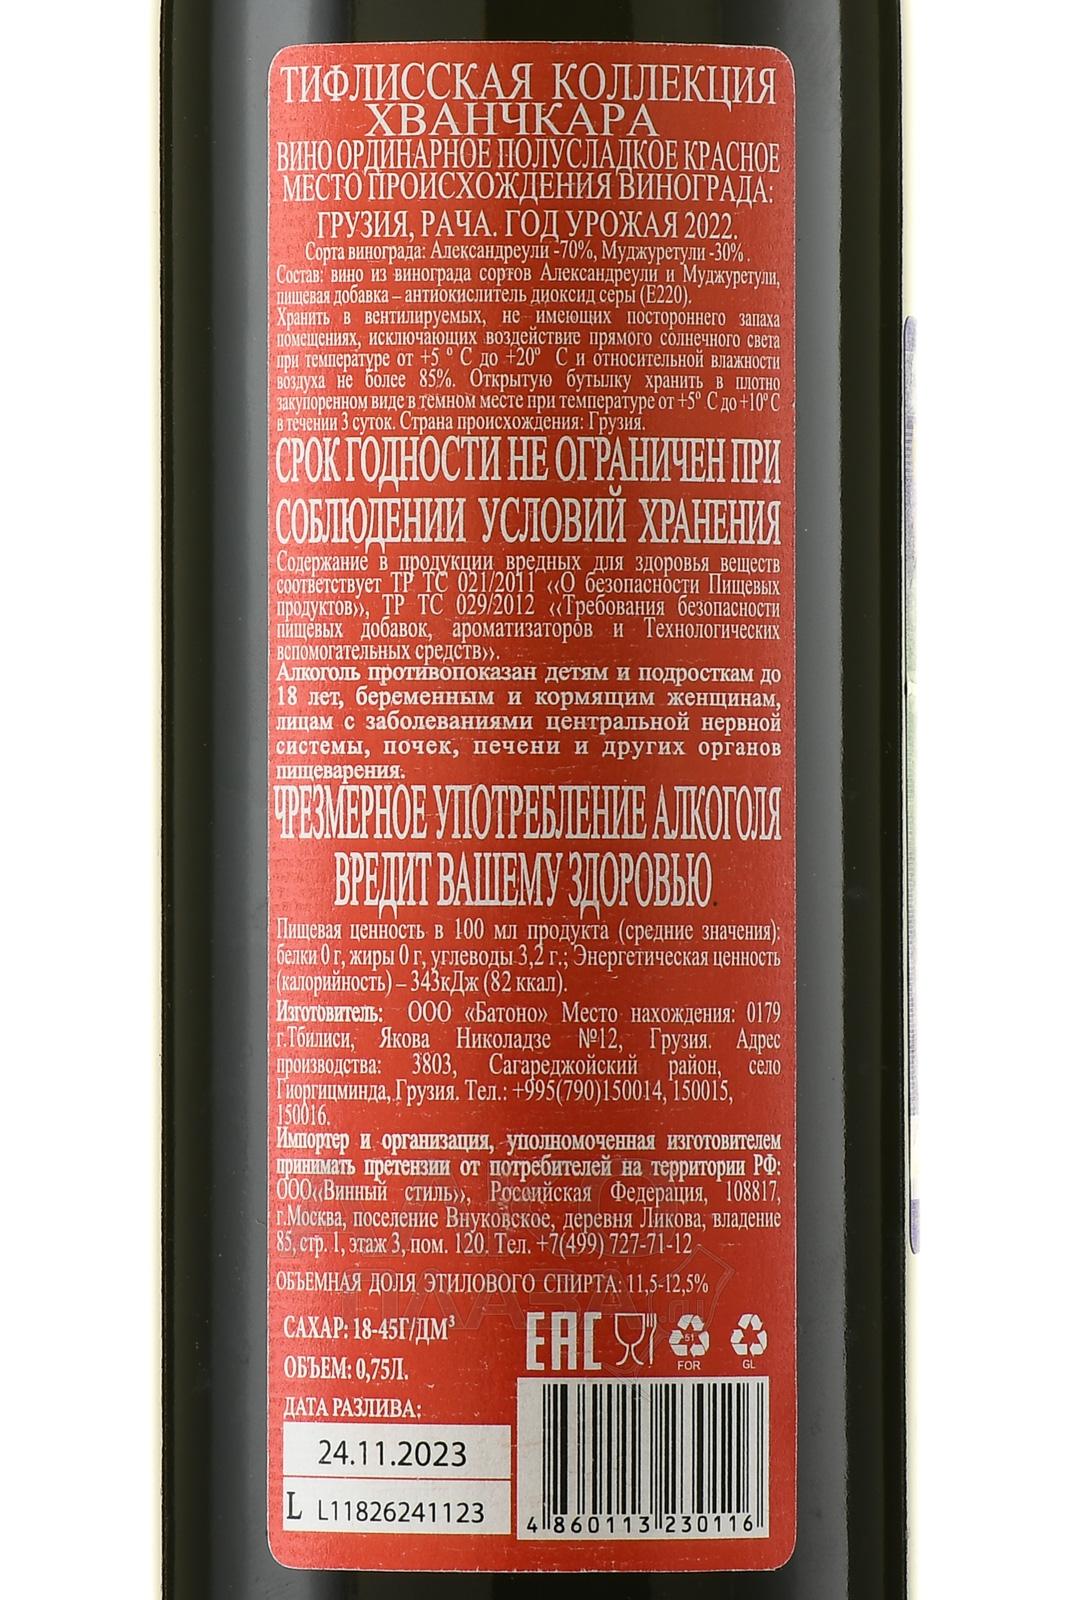 ТИФЛИССКАЯ КОЛЛЕКЦИЯ
ХВАНЧКАРА
ВИНО ОРДИНАРНОЕ ПОЛУСЛАДКОЕ КРАСНОЕ
МЕСТО ПРОИСХОЖДЕНИЯ ВИНОГРАДА:
ГРУЗИЯ, РАЧА. ГОД УРОЖАЯ 2022.
Сорта винограда: Александреули -70%, Муджуретули -30% .
Состав: вино из винограда сортов Александреули и Муджуретули,
пищевая добавка – антиокислитель диоксид серы (Е220).
Хранить в вентилируемых, не имеющих постороннего запаха
помещениях, исключающих воздействие прямого солнечного света
при температуре от +5 º С до +20º С и относительной влажности
воздуха не более 85%. Открытую бутылку хранить в плотно
закупоренном виде в темном месте при температуре от +5º С до +10º С
в течении 3 суток. Страна происхождения: Грузия.
СРОК ГОДНОСТИ НЕ ОГРАНИЧЕН ПРИ
СОБЛЮДЕНИИ УСЛОВИЙ ХРАНЕНИЯ
Содержание в продукции вредных для здоровья веществ
соответствует ТР ТС 021/2011 «О безопасности Пищевых
продуктов», ТР ТС 029/2012 «Требования безопасности
пищевых добавок, ароматизаторов и Технологических
вспомогательных средств».
Алкоголь противопоказан детям и подросткам до
18 лет, беременным и кормящим женщинам,
лицам с заболеваниями центральной нервной
системы, почек, печени и других органов
пищеварения.
ЧРЕЗМЕРНОЕ УПОТРЕБЛЕНИЕ АЛКОГОЛЯ
ВРЕДИТ ВАШЕМУ ЗДОРОВЬЮ.
Пищевая ценность в 100 мл продукта (средние значения):
белки 0 г, жиры 0 г, углеводы 3,2 г.; Энергетическая ценность
(калорийность) – 343кДж (82 ккал).
Изготовитель: ООО «Батоно» Место нахождения: 0179
г.Тбилиси, Якова Николадзе №12, Грузия. Адрес
производства: 3803, Сагареджойский район, село
Гиоргицминда, Грузия. Тел.: +995(790)150014, 150015,
150016.
Импортер и организация, уполномоченная изготовителем
принимать претензии от потребителей на территории РФ:
ООО«Винный стиль», Российская Федерация, 108817,
г.Москва, поселение Внуковское, деревня Ликова, владение
85, стр. 1, этаж 3, пом. 120. Тел. +7(499) 727-71-12
ОБЪЕМНАЯ ДОЛЯ ЭТИЛОВОГО СПИРТА: 11,5-12,5%
САХАР: 18-45Г/ДМ³
ОБЪЕМ: 0,75Л.
ДАТА РАЗЛИВА:
24.11.2023
L L11826241123
EAC
51
FOR
GL
4 860113 230116